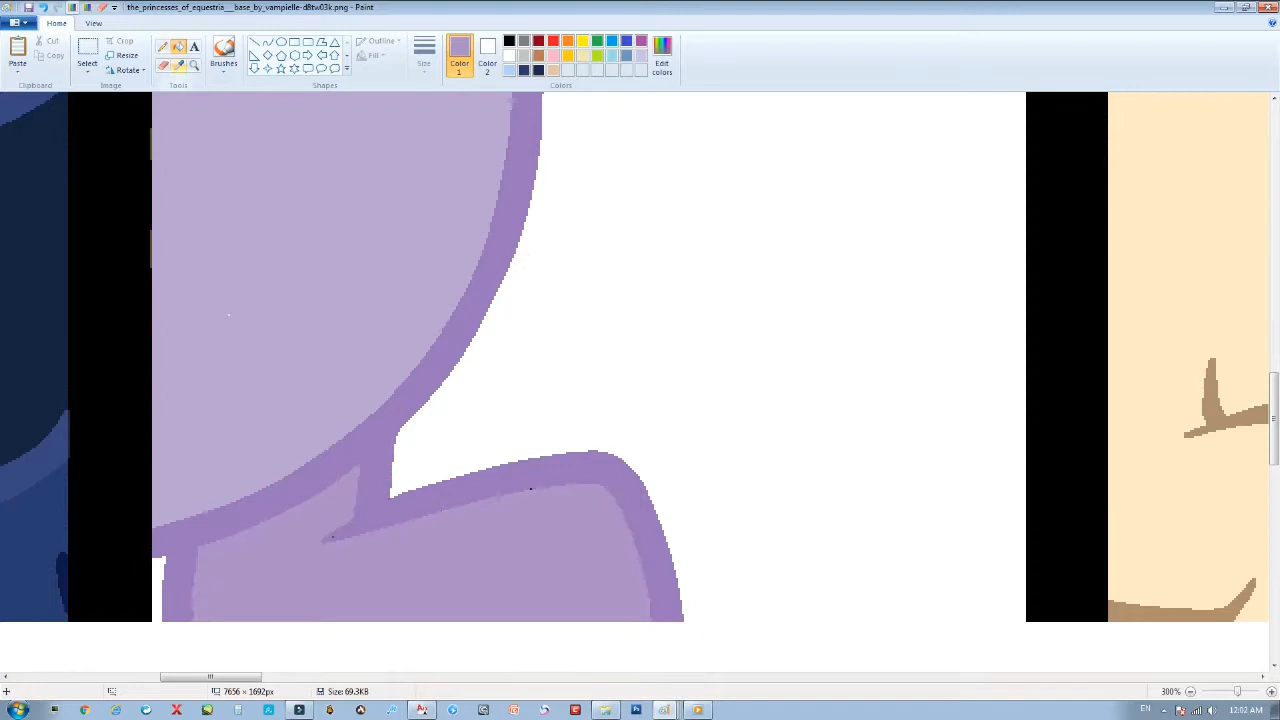 the_princesses_of_equestria___base_by_vampielle-d8tw03k.png - Paint
Home View
Paste
Cut
Copy
Clipboard
Select
Crop
Resize
Rotate
Image
A
Tools
Brushes
Outline
Fill
Shapes
Size
Color 1
Color 2
Edit colors
Colors
7656 × 1692px
Size: 69.3KB
300%
EN
12:02 AM